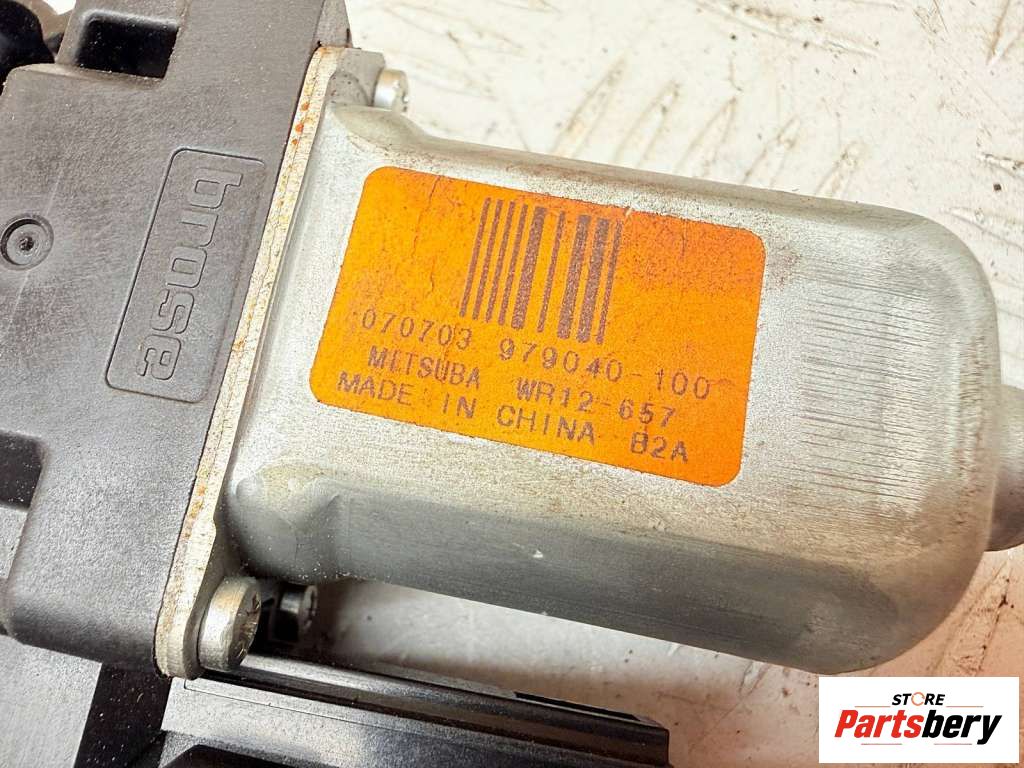 brose
070703 979040-100
MITSUBA WR12-657
MADE IN CHINA B2A
STORE
Partsbery